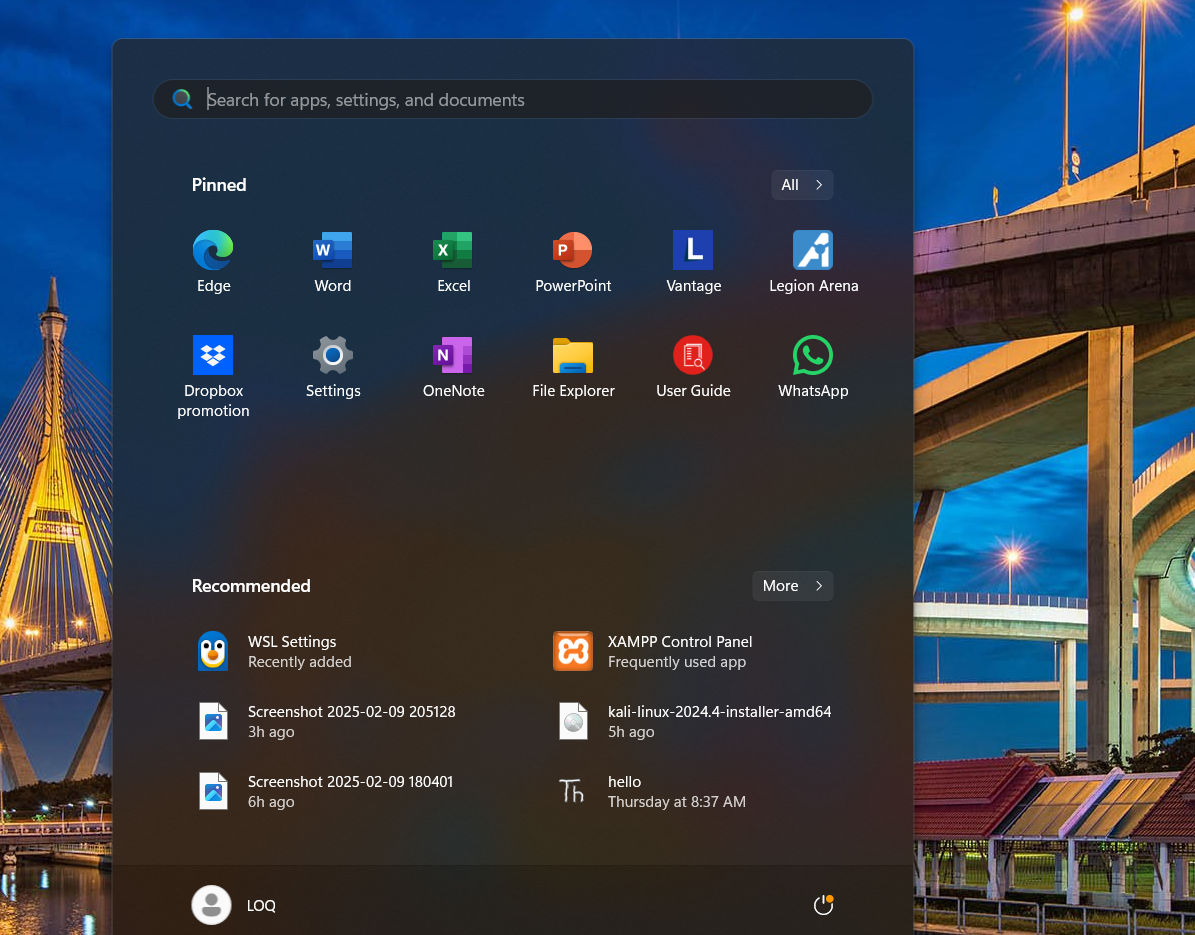 Search for apps, settings, and documents
Pinned
All
Edge
Word
Excel
PowerPoint
Vantage
Legion Arena
Dropbox
promotion
Settings
OneNote
File Explorer
User Guide
WhatsApp
Recommended
More
WSL Settings
Recently added
XAMPP Control Panel
Frequently used app
Screenshot 2025-02-09 205128
3h ago
kali-linux-2024.4-installer-amd64
5h ago
Screenshot 2025-02-09 180401
6h ago
hello
Thursday at 8:37 AM
LOQ